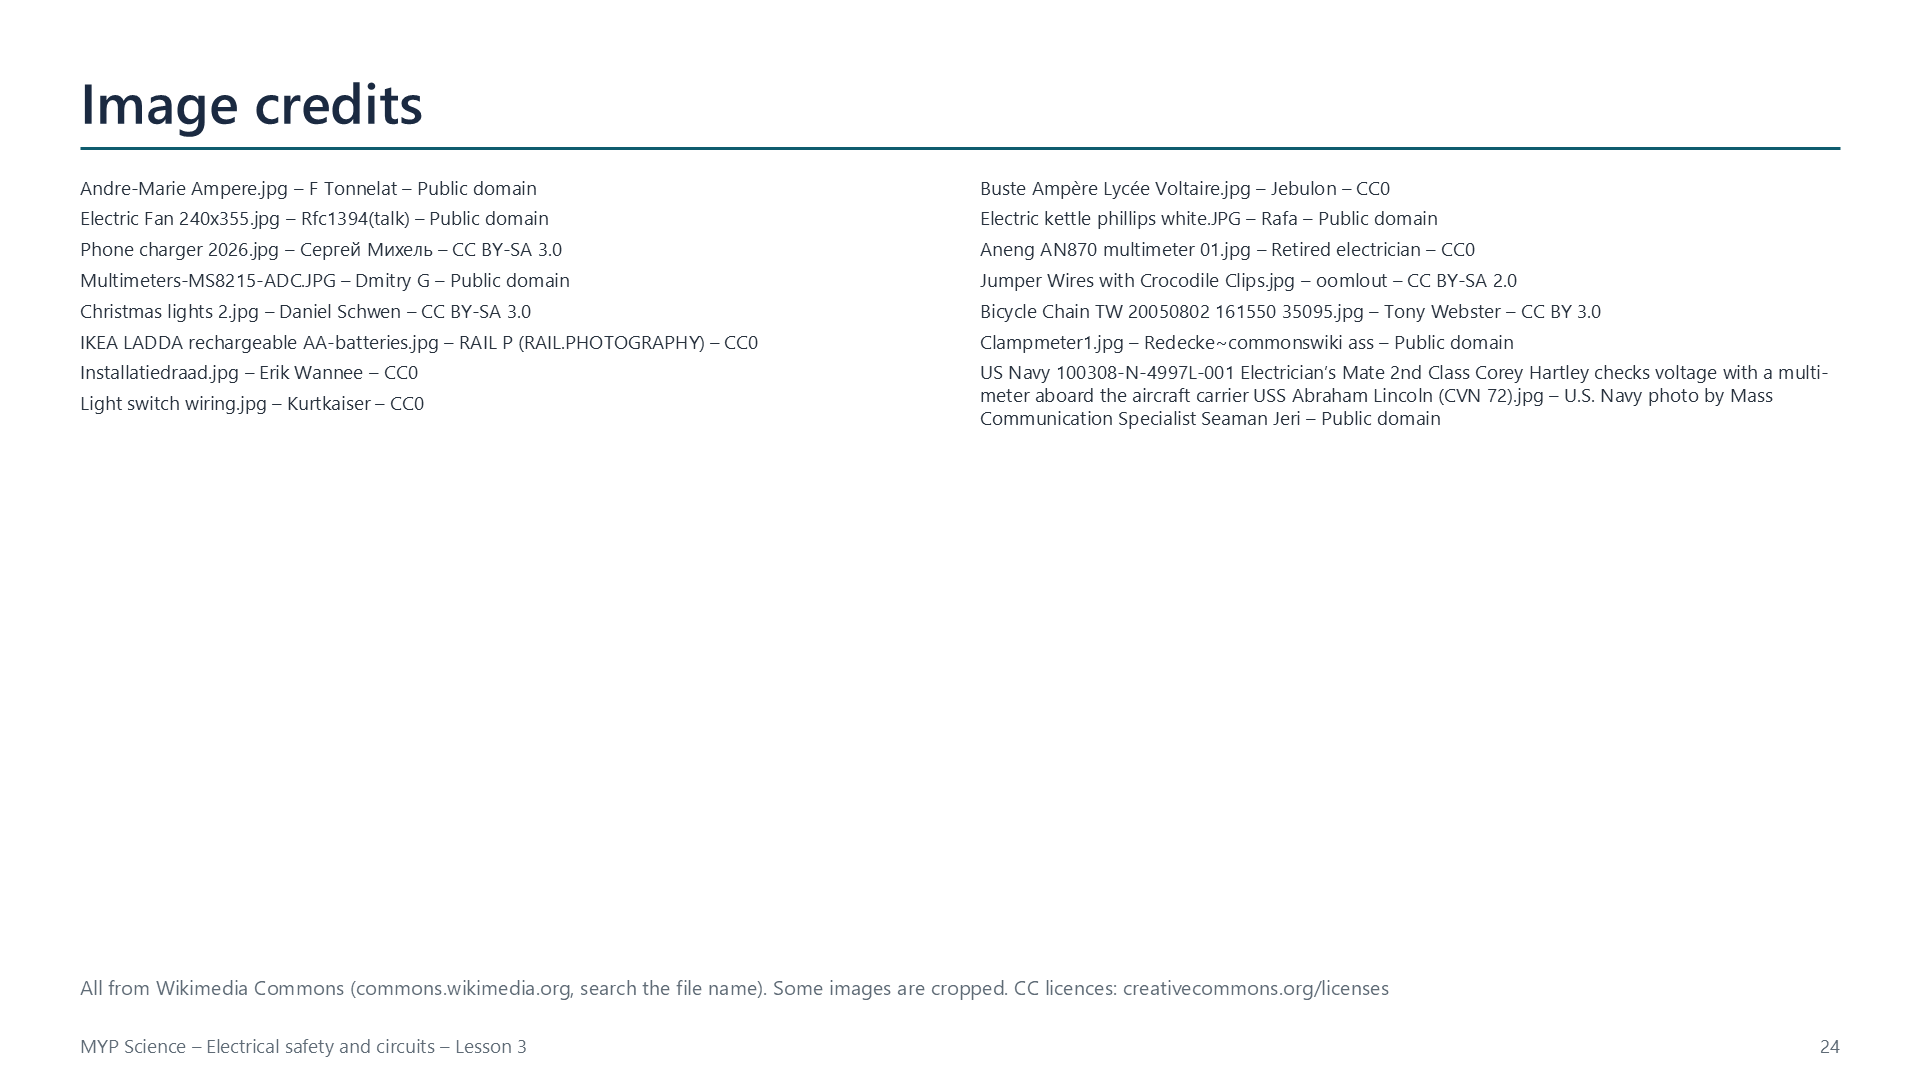 Image credits
Andre-Marie Ampere.jpg – F Tonnelat – Public domain
Electric Fan 240x355.jpg – Rfc1394(talk) – Public domain
Phone charger 2026.jpg – Сергей Михель – CC BY-SA 3.0
Multimeters-MS8215-ADC.JPG – Dmitry G – Public domain
Christmas lights 2.jpg – Daniel Schwen – CC BY-SA 3.0
IKEA LADDA rechargeable AA-batteries.jpg – RAIL P (RAIL.PHOTOGRAPHY) – CC0
Installatiedraad.jpg – Erik Wannee – CC0
Light switch wiring.jpg – Kurtkaiser – CC0
Buste Ampère Lycée Voltaire.jpg – Jebulon – CC0
Electric kettle phillips white.JPG – Rafa – Public domain
Aneng AN870 multimeter 01.jpg – Retired electrician – CC0
Jumper Wires with Crocodile Clips.jpg – oomlout – CC BY-SA 2.0
Bicycle Chain TW 20050802 161550 35095.jpg – Tony Webster – CC BY 3.0
Clampmeter1.jpg – Redecke~commonswiki ass – Public domain
US Navy 100308-N-4997L-001 Electrician’s Mate 2nd Class Corey Hartley checks voltage with a multi-
meter aboard the aircraft carrier USS Abraham Lincoln (CVN 72).jpg – U.S. Navy photo by Mass
Communication Specialist Seaman Jeri – Public domain
All from Wikimedia Commons (commons.wikimedia.org, search the file name). Some images are cropped. CC licences: creativecommons.org/licenses
MYP Science – Electrical safety and circuits – Lesson 3
24